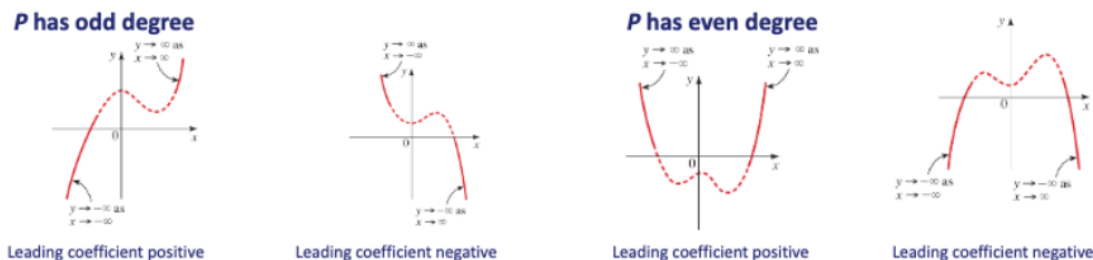 P has odd degree
y → ∞ as
x → ∞
y
0
x
y → -∞ as
x → -∞
Leading coefficient positive
y → ∞ as
x → -∞
y
0
x
y → -∞ as
x → ∞
Leading coefficient negative
P has even degree
y → ∞ as
x → -∞
y → ∞ as
x → ∞
y
0
x
Leading coefficient positive
y
0
x
y → -∞ as
x → -∞
y → -∞ as
x → ∞
Leading coefficient negative